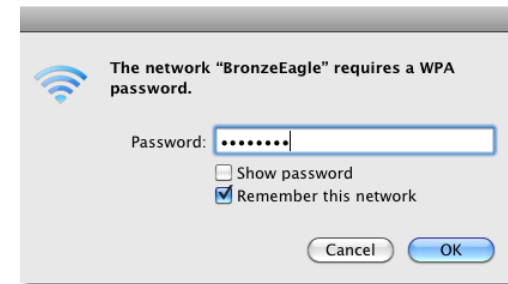 The network “BronzeEagle” requires a WPA
password.
Password: ••••••••
Show password
Remember this network
Cancel OK